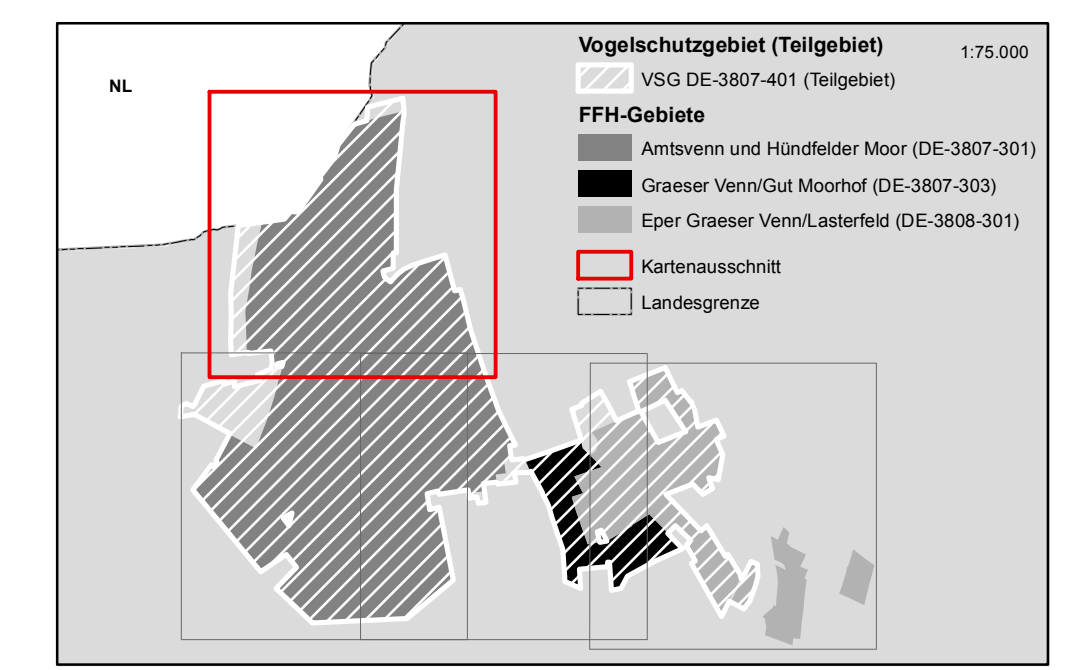 NL
Vogelschutzgebiet (Teilgebiet)
1:75.000
VSG DE-3807-401 (Teilgebiet)
FFH-Gebiete
Amtsvenn und Hündfelder Moor (DE-3807-301)
Graeser Venn/Gut Moorhof (DE-3807-303)
Eper Graeser Venn/Lasterfeld (DE-3808-301)
Kartenausschnitt
Landesgrenze